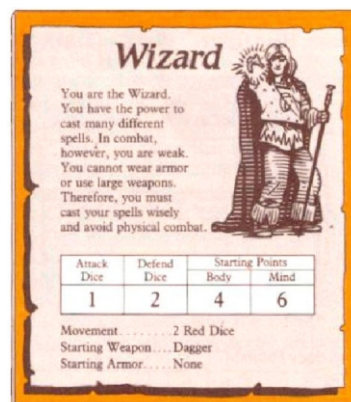 Wizard
You are the Wizard.
You have the power to
cast many different
spells. In combat,
however, you are weak.
You cannot wear armor
or use large weapons.
Therefore, you must
cast your spells wisely
and avoid physical combat.
Attack Dice Defend Dice Starting Points
Body Mind
1 2 4 6
Movement........2 Red Dice
Starting Weapon....Dagger
Starting Armor.....None